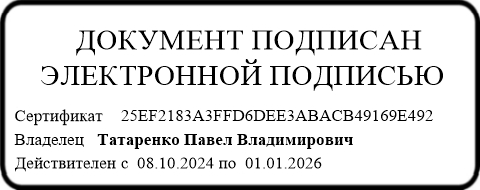 ДОКУМЕНТ ПОДПИСАН
ЭЛЕКТРОННОЙ ПОДПИСЬЮ
Сертификат 25EF2183A3FFD6DEE3ABACB49169E492
Владелец Татаренко Павел Владимирович
Действителен с 08.10.2024 по 01.01.2026